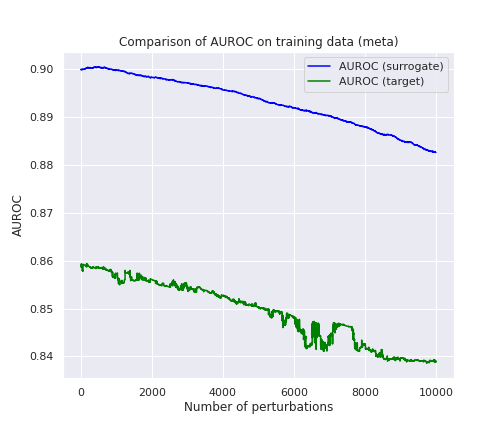 Comparison of AUROC on training data (meta)
AUROC (surrogate)
AUROC (target)
0.90
0.89
0.88
0.87
0.86
0.85
0.84
AUROC
0
2000
4000
6000
8000
10000
Number of perturbations